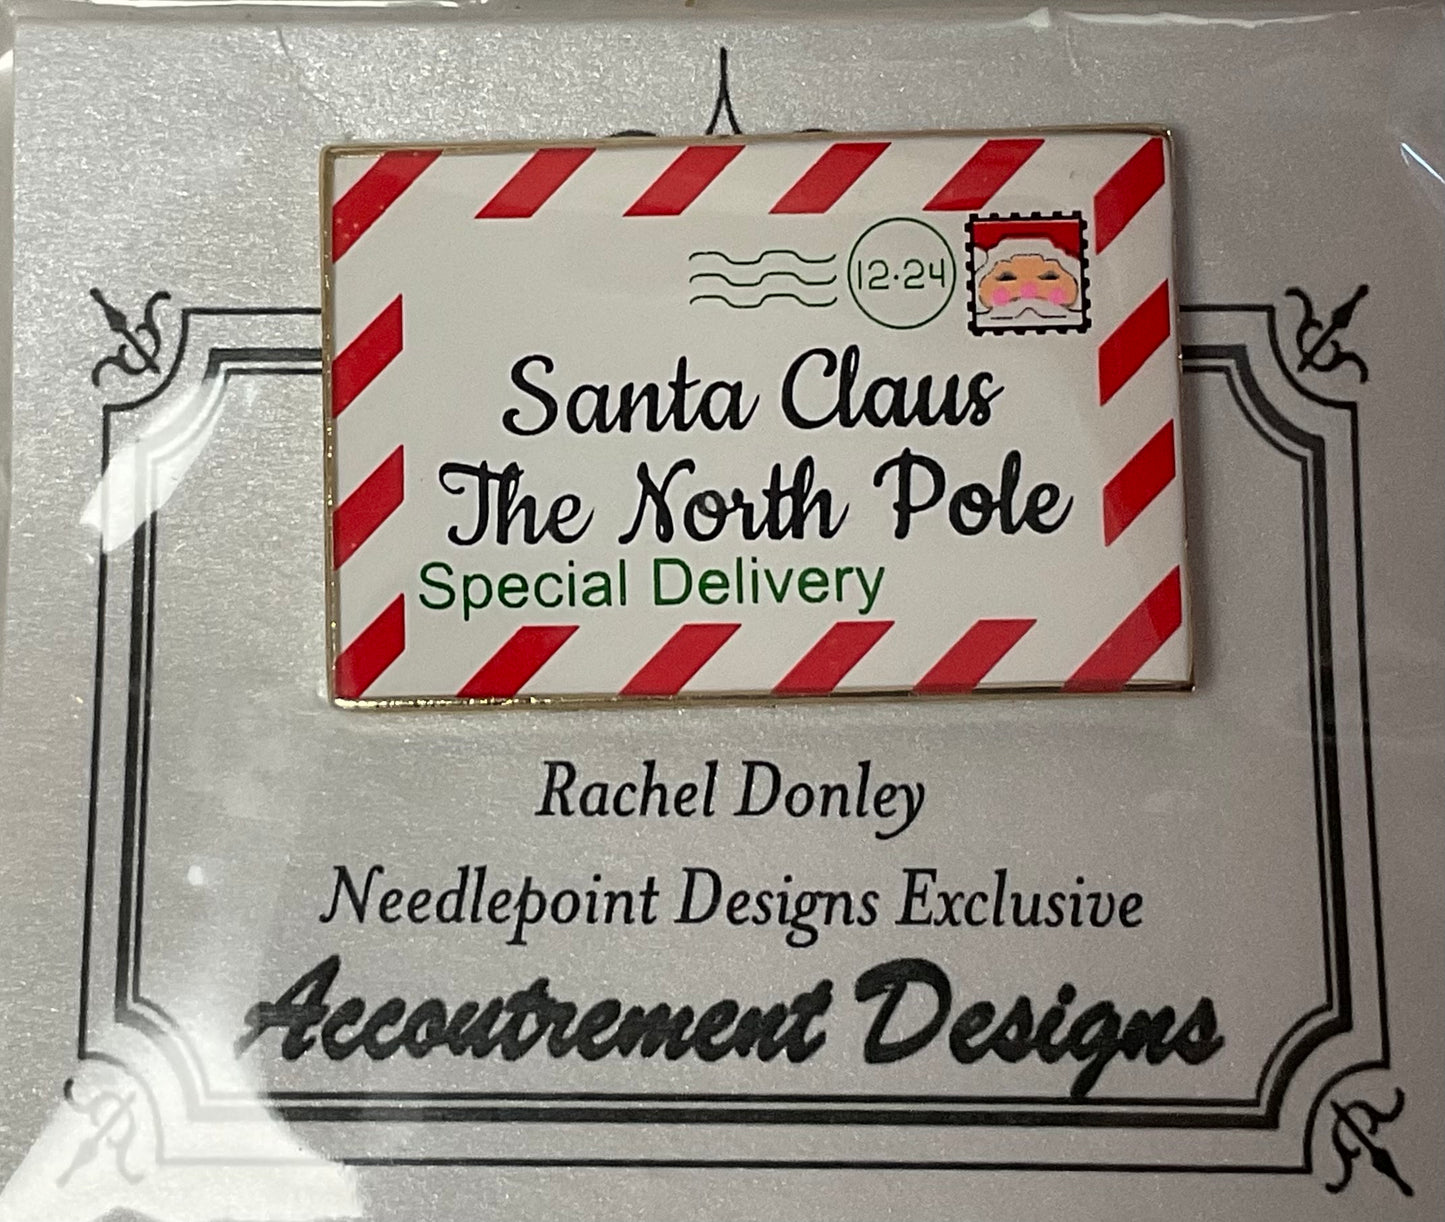 12·24
Santa Claus
The North Pole
Special Delivery
Rachel Donley
Needlepoint Designs Exclusive
Accoutrement Designs